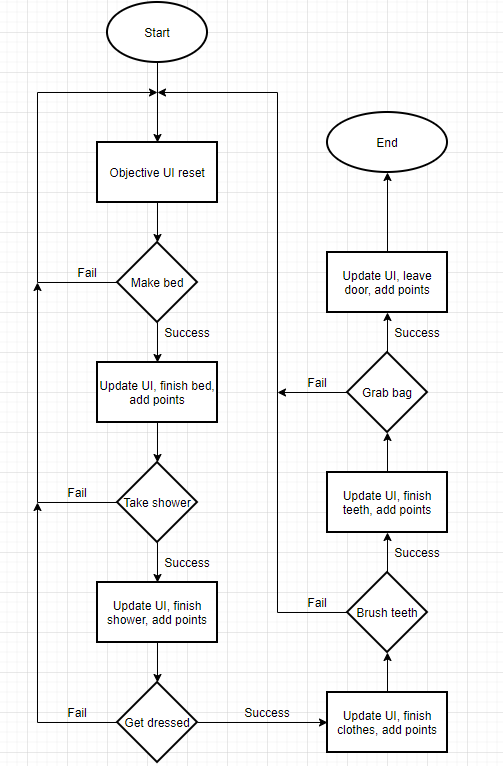 Start
Objective UI reset
Fail
Make bed
Success
Update UI, finish bed,
add points
Fail
Take shower
Success
Update UI, finish
shower, add points
Fail
Get dressed
Success
Update UI, finish
clothes, add points
Fail
Brush teeth
Success
Update UI, finish
teeth, add points
Fail
Grab bag
Success
Update UI, leave
door, add points
End